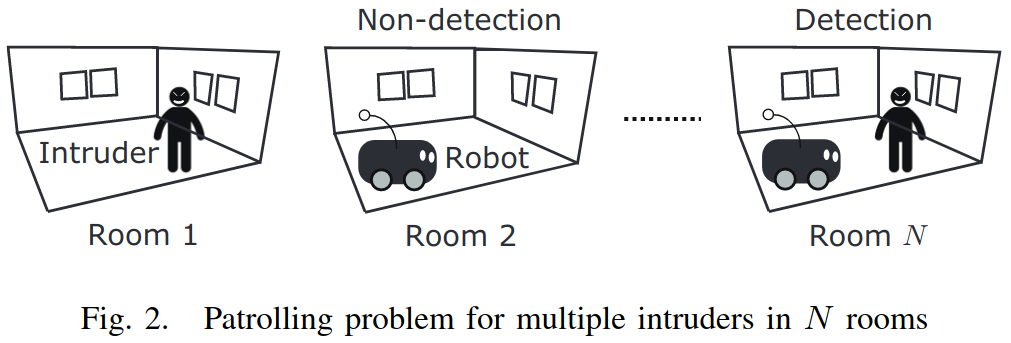 Non-detection
Detection
Intruder
Robot
Room 1
Room 2
Room N
Fig. 2. Patrolling problem for multiple intruders in N rooms